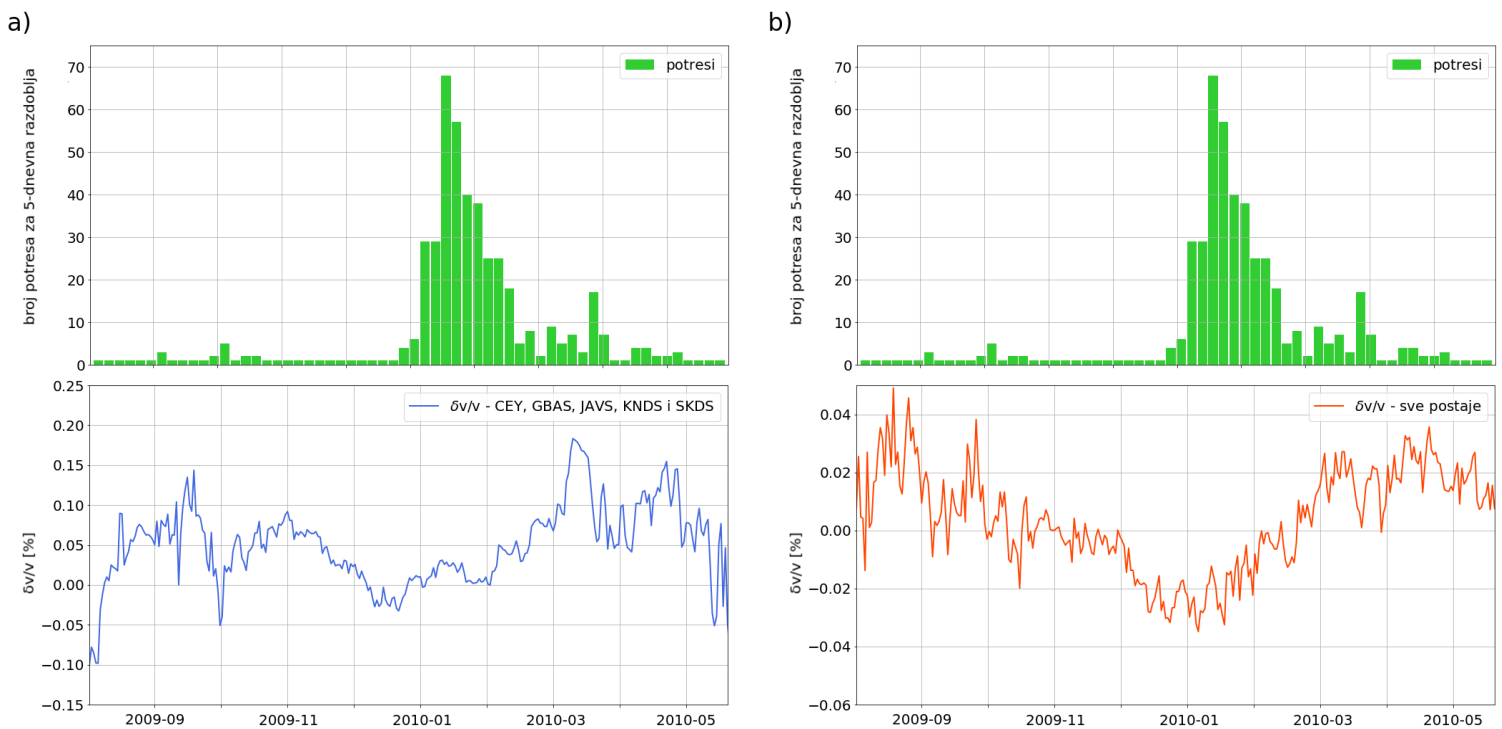 a)
broj potresa za 5-dnevna razdoblja
70
60
50
40
30
20
10
0
potresi
δv/v [%]
0.25
0.20
0.15
0.10
0.05
0.00
−0.05
−0.10
−0.15
δv/v - CEY, GBAS, JAVS, KNDS i SKDS
2009-09 2009-11 2010-01 2010-03 2010-05
b)
broj potresa za 5-dnevna razdoblja
70
60
50
40
30
20
10
0
potresi
δv/v [%]
0.04
0.02
0.00
−0.02
−0.04
−0.06
δv/v - sve postaje
2009-09 2009-11 2010-01 2010-03 2010-05